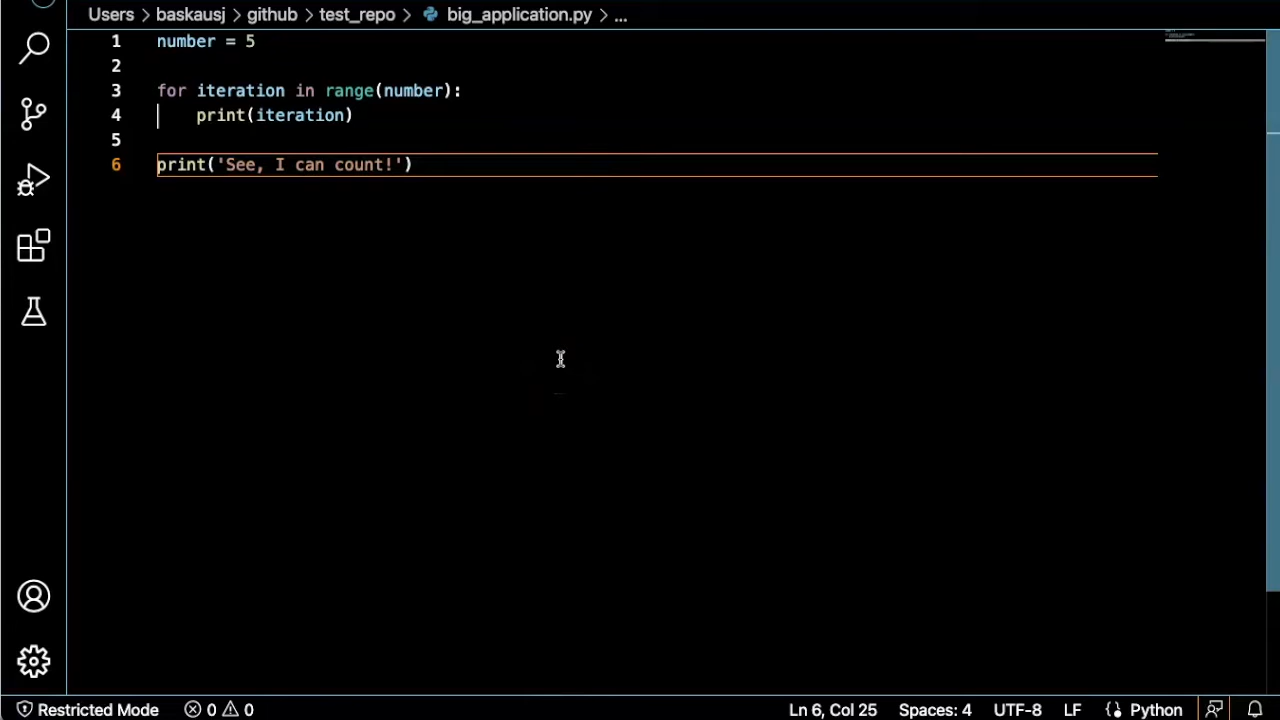 Users > baskausj > github > test_repo > big_application.py > ...
1 number = 5
2
3 for iteration in range(number):
4     print(iteration)
5
6 print('See, I can count!')
Restricted Mode 0 0 Ln 6, Col 25 Spaces: 4 UTF-8 LF {} Python